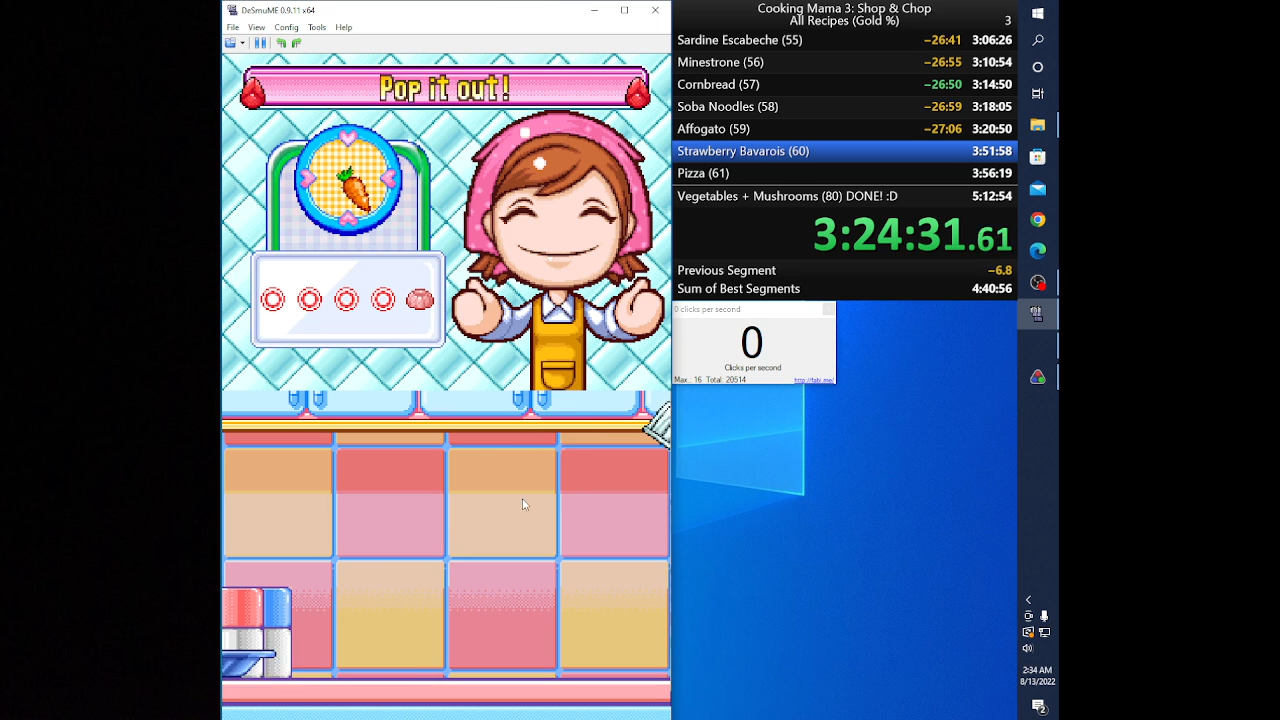 DeSmuME 0.9.11 x64
File View Config Tools Help
Pop it out!
Cooking Mama 3: Shop & Chop
All Recipes (Gold %) 3
Sardine Escabeche (55) −26:41 3:06:26
Minestrone (56) −26:55 3:10:54
Cornbread (57) −26:50 3:14:50
Soba Noodles (58) −26:59 3:18:05
Affogato (59) −27:06 3:20:50
Strawberry Bavarois (60) 3:51:58
Pizza (61) 3:56:19
Vegetables + Mushrooms (80) DONE! :D 5:12:54
3:24:31.61
Previous Segment −6.8
Sum of Best Segments 4:40:56
0 clicks per second
0
Clicks per second
Max.: 16 Total: 20514 http://fabi.me/
2:34 AM
8/13/2022
2